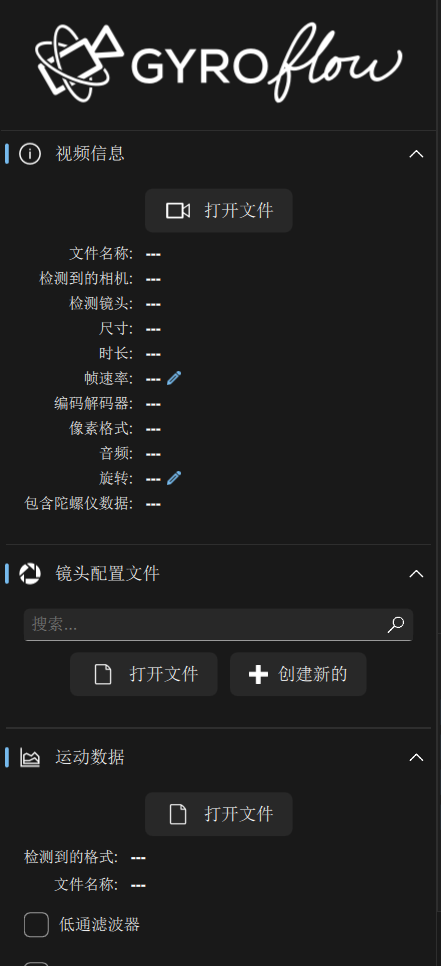 GYROflow
视频信息
打开文件
文件名称: ---
检测到的相机: ---
检测镜头: ---
尺寸: ---
时长: ---
帧速率: ---
编码解码器: ---
像素格式: ---
音频: ---
旋转: ---
包含陀螺仪数据: ---
镜头配置文件
搜索...
打开文件 创建新的
运动数据
打开文件
检测到的格式: ---
文件名称: ---
低通滤波器